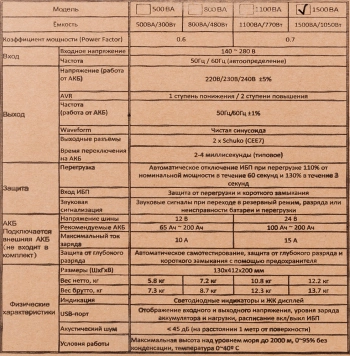 Модель 500ВА 800ВА 1100ВА 1500ВА
Ёмкость 500ВА/300Вт 800ВА/480Вт 1100ВА/770Вт 1500ВА/1050Вт
Коэффициент мощности (Power Factor) 0.6 0.7
Вход Входное напряжение 140 ~ 280 В
Частота 50Гц / 60Гц (автоопределение)
Выход
Напряжение (работа
от АКБ) 220В/230В/240В ±5%
AVR 1 ступень понижения / 2 ступени повышения
Частота
(работа от АКБ) 50Гц/60Гц ±1%
Waveform Чистая синусоида
Выходные разъёмы 2 x Schuko (CEE7)
Время переключения
на АКБ 2-4 миллисекунды (типовое)
Защита
Перегрузка Автоматическое отключение ИБП при перегрузке 110% от
номинальной мощности в течение 60 секунд и 130% в течение 3
секунд
Вход ИБП Защита от перегрузки и короткого замыкания
Звуковая
сигнализация Звуковые сигналы при переходе в резервный режим, разряда или
неисправности батареи и перегрузки
АКБ
Подключается
внешний АКБ
(не входит в
комплект)
Напряжение шины 12 В 24 В
Рекомендуемые АКБ 65 Ач ~ 200 Ач 100 Ач ~ 200 Ач
Максимальный ток
заряда 10 А 15 А
Защита от глубокого
разряда Автоматическое самотестирование, защита от глубокого разряда и
короткого замыкания с помощью предохранителя
Физические
характеристики
Размеры (ШхГхВ) 130х412х200 мм
Вес нетто, кг 5.8 кг 7.2 кг 10.8 кг 12.2 кг
Вес брутто, кг 7.3 кг 8.7 кг 12.3 кг 13.7 кг
Индикация Светодиодные индикаторы и ЖК дисплей
USB-порт Отображение входного и выходного напряжения, уровня заряда
аккумулятора и нагрузки, расписание вкл/выкл ИБП
Акустический шум < 45 дБ (на расстоянии 1 метр от поверхности)
Условия работы Максимальная высота над уровнем моря до 2000 м, 0~95% без
конденсации, температура 0~40º С